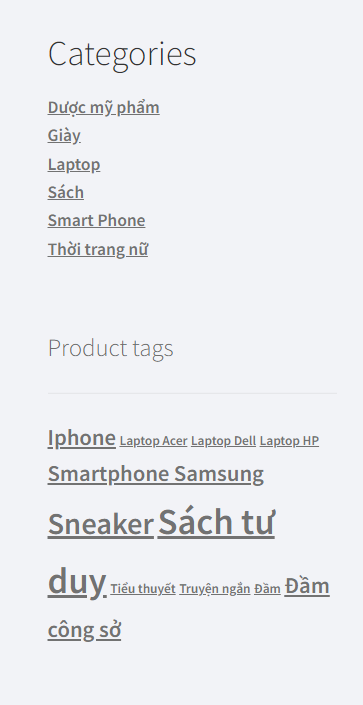 Categories
Dược mỹ phẩm
Giày
Laptop
Sách
Smart Phone
Thời trang nữ
Product tags
Iphone Laptop Acer Laptop Dell Laptop HP
Smartphone Samsung
Sneaker Sách tư
duy Tiểu thuyết Truyện ngắn Đầm Đầm
công sở